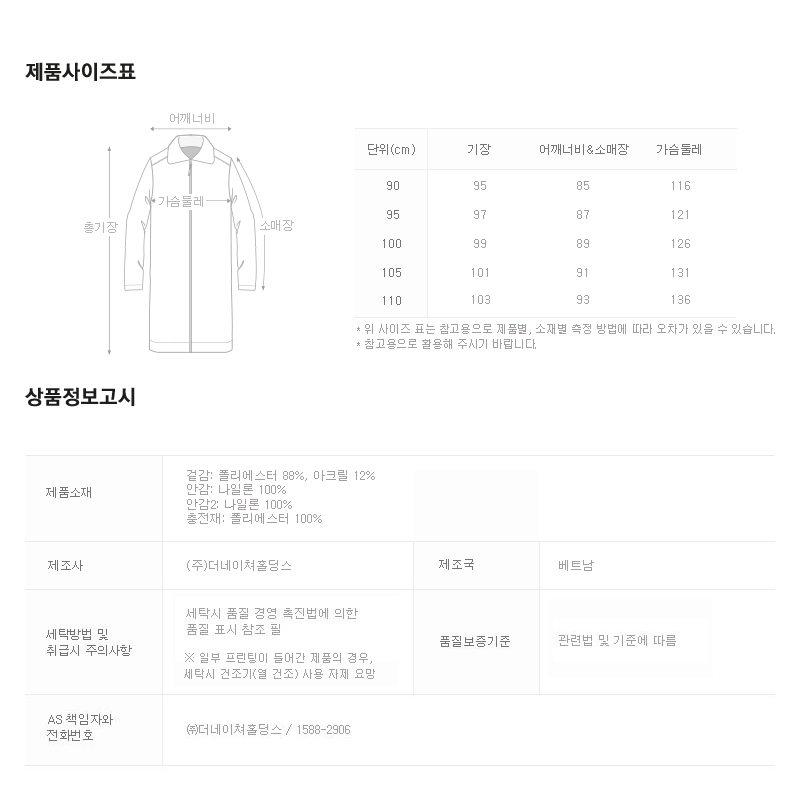 제품사이즈표
어깨너비
가슴둘레
총기장
소매장
단위(cm) 기장 어깨너비&소매장 가슴둘레
90 95 85 116
95 97 87 121
100 99 89 126
105 101 91 131
110 103 93 136
* 위 사이즈 표는 참고용으로 제품별, 소재별 측정 방법에 따라 오차가 있을 수 있습니다.
* 참고용으로 활용해 주시기 바랍니다.
상품정보고시
제품소재
겉감: 폴리에스터 88%, 아크릴 12%
안감: 나일론 100%
안감2: 나일론 100%
충전재: 폴리에스터 100%
제조사 (주)더네이쳐홀딩스 제조국 베트남
세탁방법 및
취급시 주의사항
세탁시 품질 경영 촉진법에 의한
품질 표시 참조 필
※ 일부 프린팅이 들어간 제품의 경우,
세탁시 건조기(열 건조) 사용 자제 요망
품질보증기준 관련법 및 기준에 따름
AS 책임자와
전화번호
㈜더네이쳐홀딩스 / 1588-2906